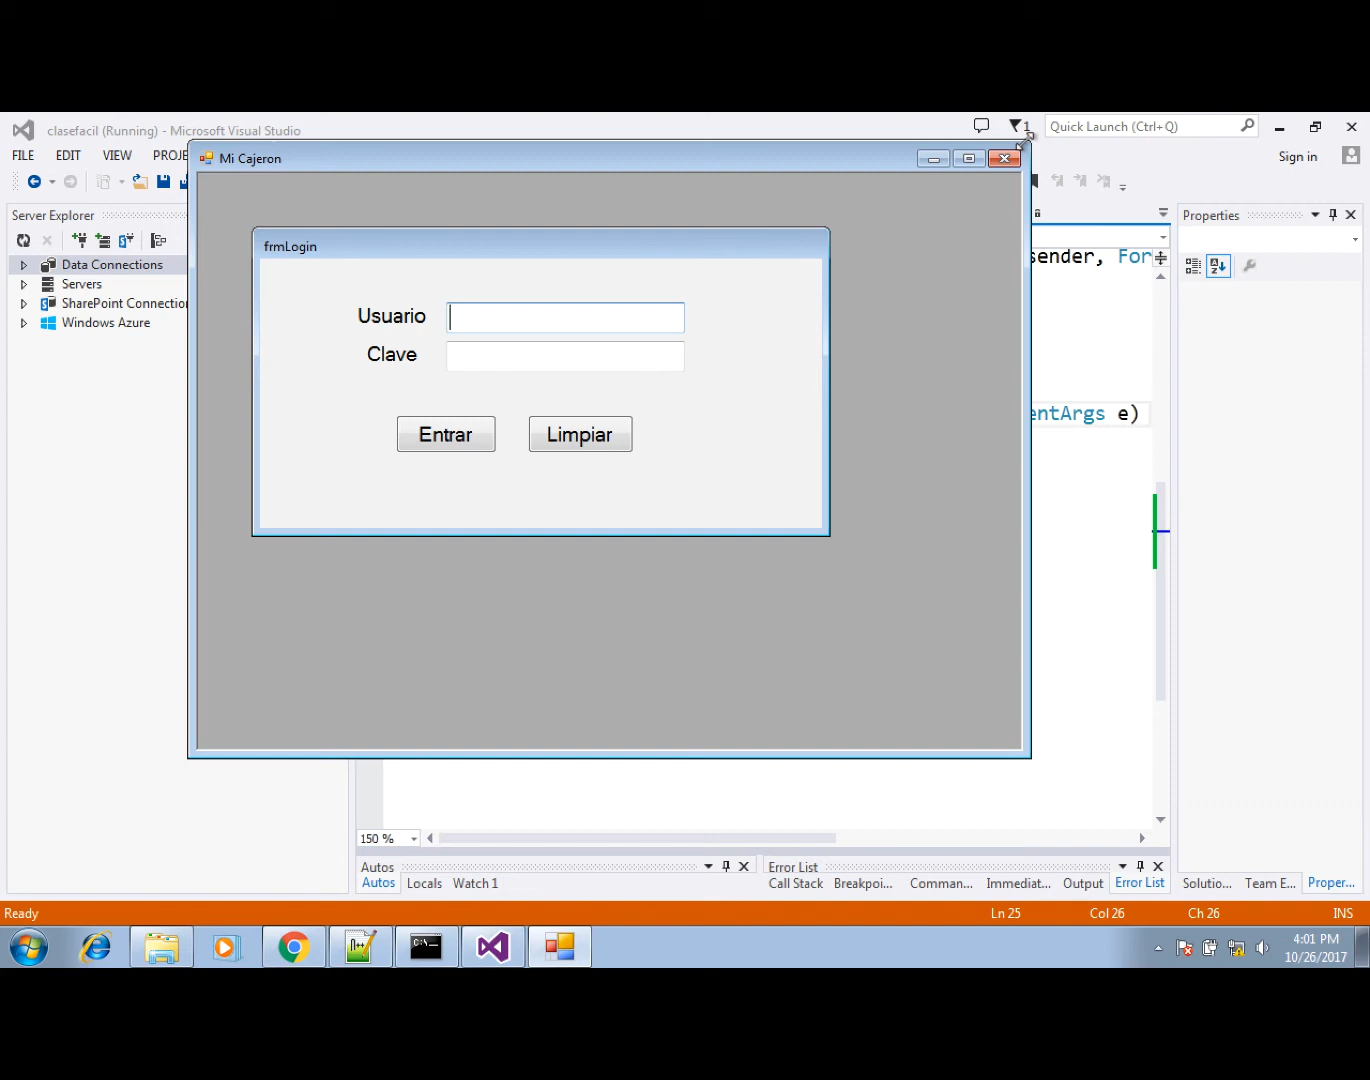 clasefacil (Running) - Microsoft Visual Studio
1
Quick Launch (Ctrl+Q)
FILE EDIT VIEW PROJE
Sign in
Mi Cajeron
Server Explorer
Data Connections
Servers
SharePoint Connection
Windows Azure
frmLogin
Usuario
Clave
Entrar Limpiar
sender, For
entArgs e)
Properties
150 %
Autos
Autos Locals Watch 1
Error List
Call Stack Breakpoi... Comman... Immediat... Output Error List
Solutio... Team E... Proper...
Ready Ln 25 Col 26 Ch 26 INS
4:01 PM
10/26/2017